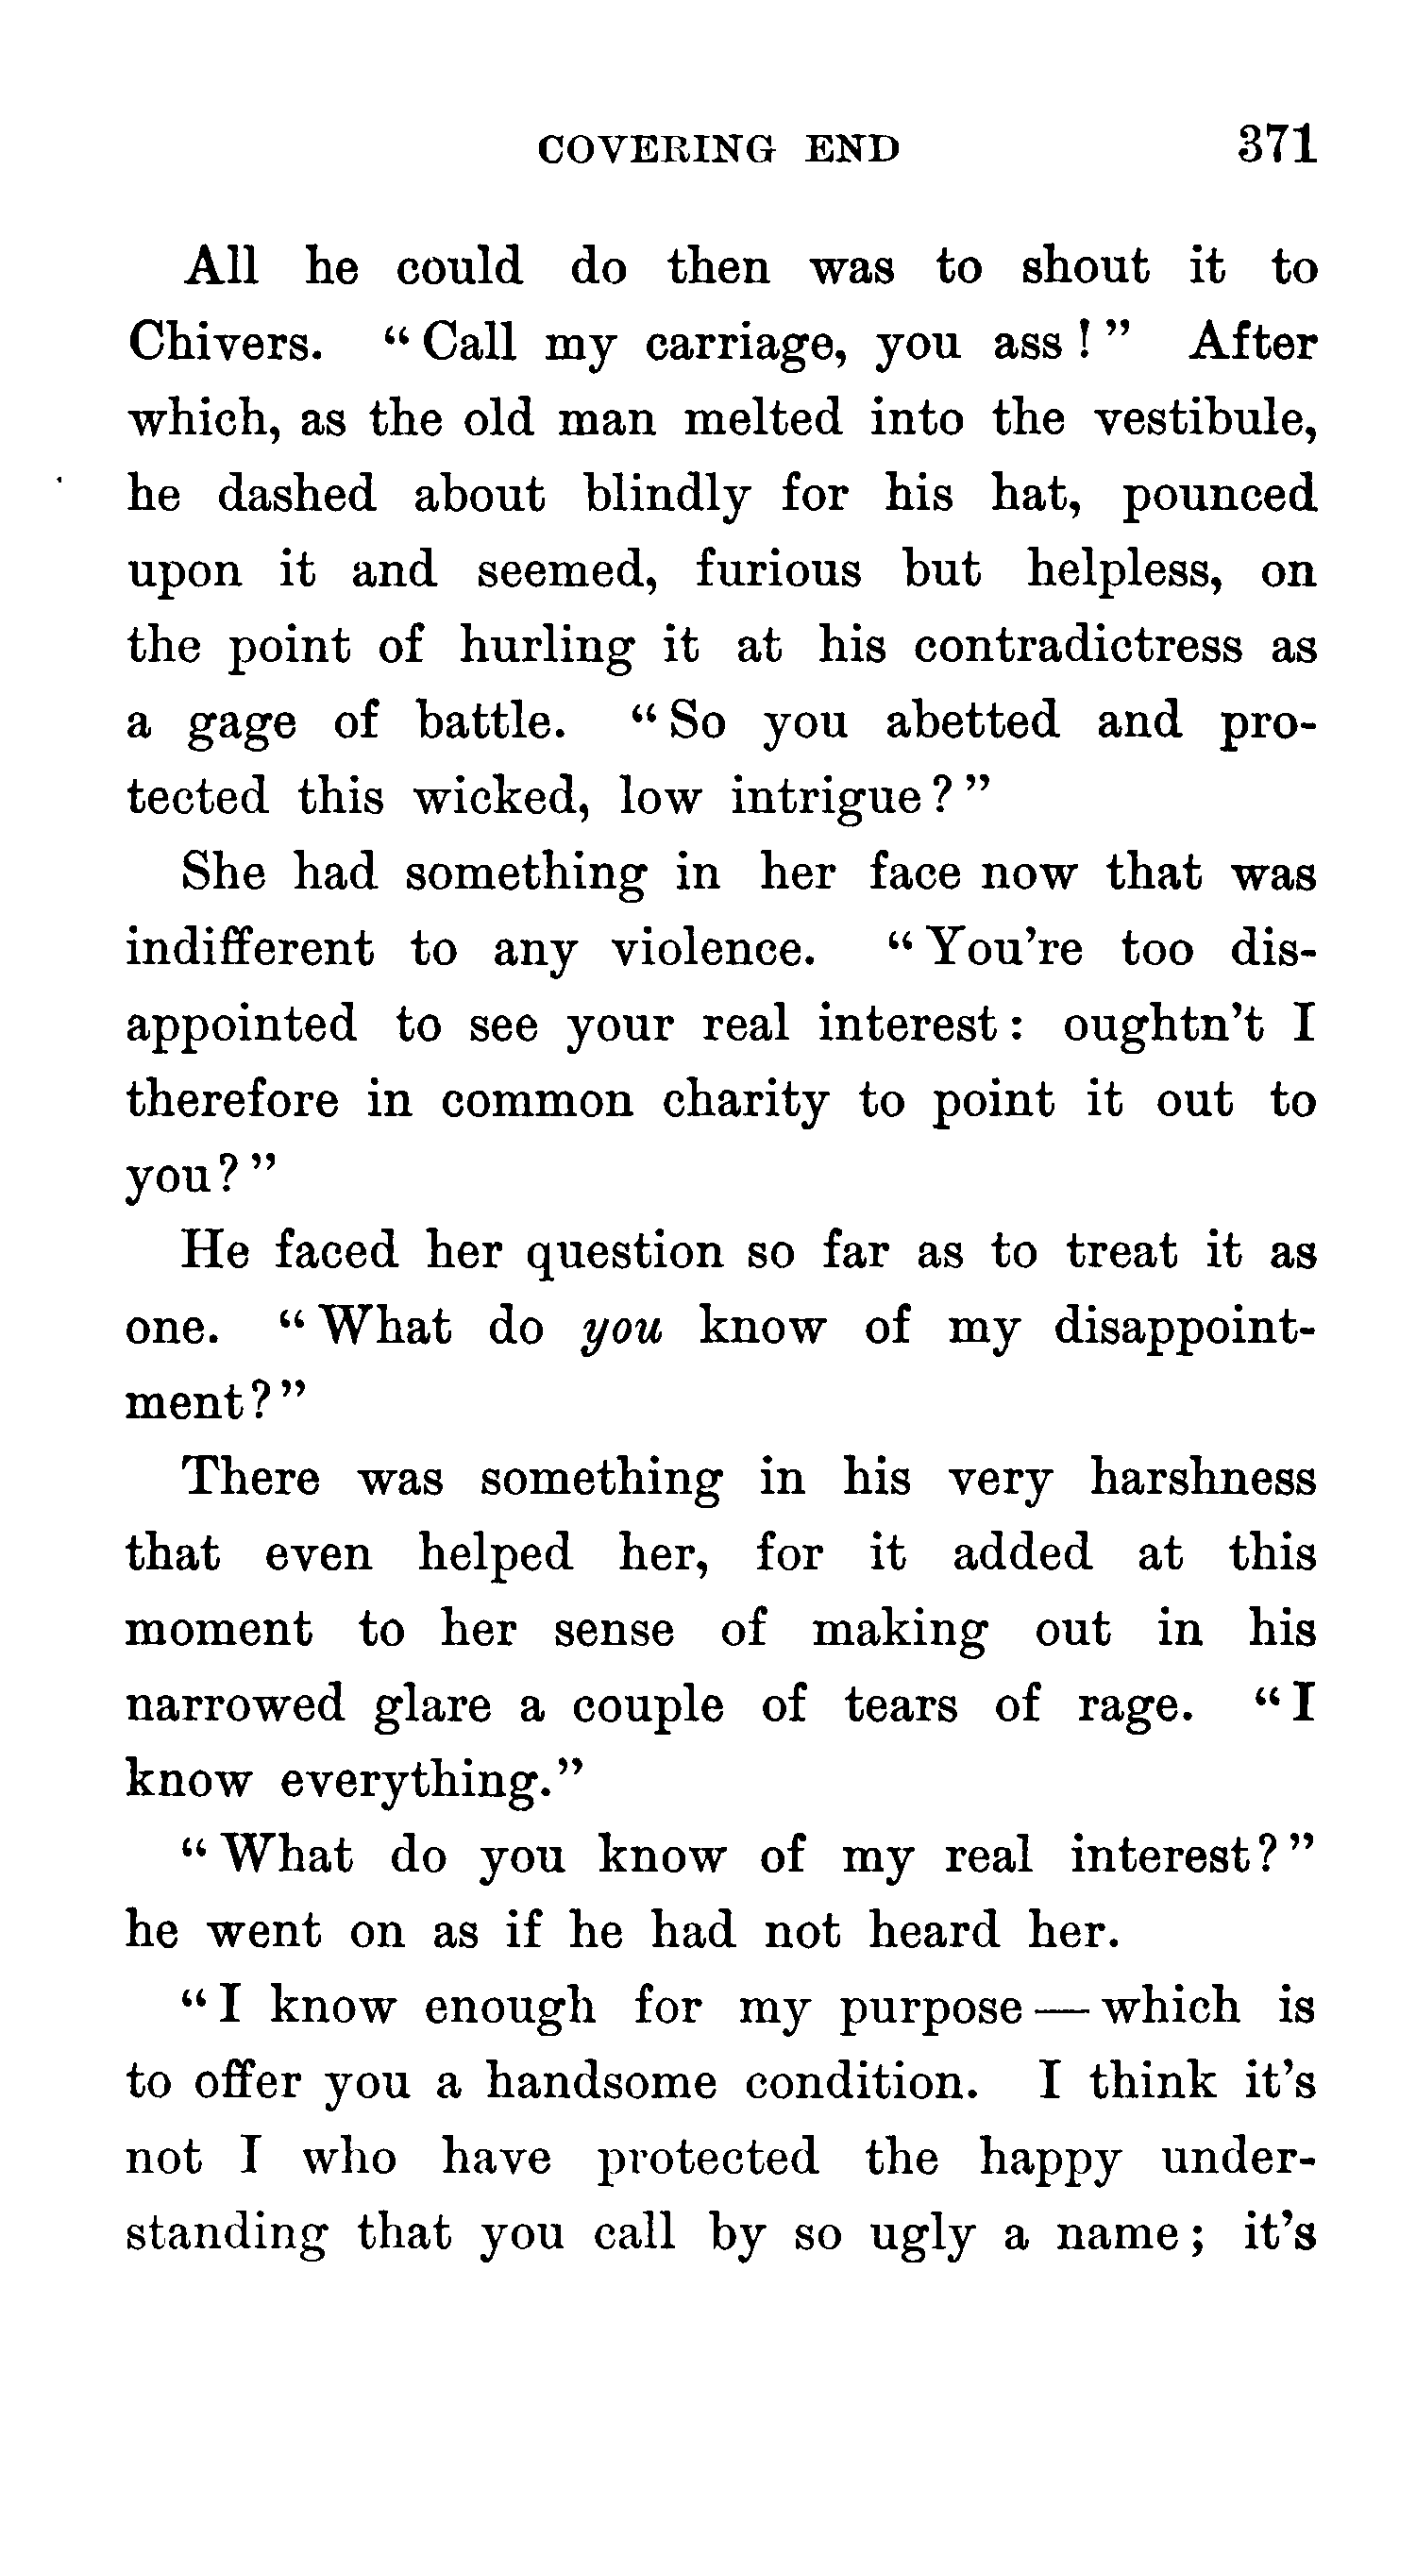 COVERING END 371
All he could do then was to shout it to
Chivers. “Call my carriage, you ass!” After
which, as the old man melted into the vestibule,
he dashed about blindly for his hat, pounced
upon it and seemed, furious but helpless, on
the point of hurling it at his contradictress as
a gage of battle. “So you abetted and pro-
tected this wicked, low intrigue?”
She had something in her face now that was
indifferent to any violence. “You're too dis-
appointed to see your real interest: oughtn't I
therefore in common charity to point it out to
you?”
He faced her question so far as to treat it as
one. “What do you know of my disappoint-
ment?”
There was something in his very harshness
that even helped her, for it added at this
moment to her sense of making out in his
narrowed glare a couple of tears of rage. “I
know everything.”
“What do you know of my real interest?”
he went on as if he had not heard her.
“I know enough for my purpose—which is
to offer you a handsome condition. I think it's
not I who have protected the happy under-
standing that you call by so ugly a name; it's